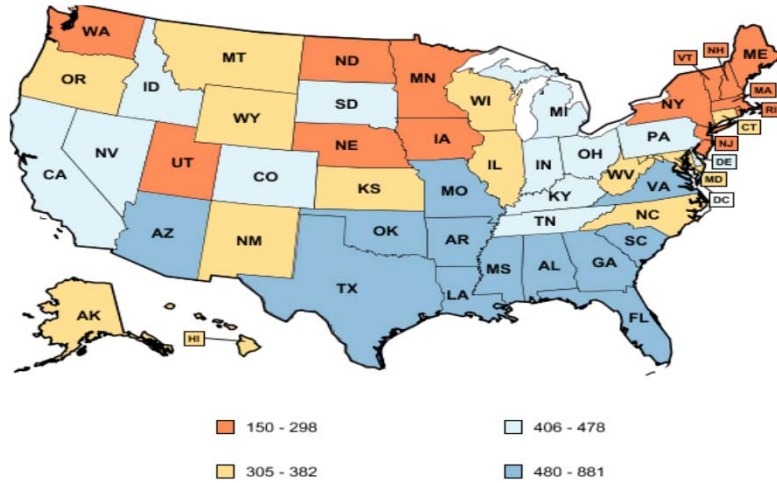 WA
MT
ND
MN
VT
NH
ME
OR
ID
SD
WI
NY
MA
RI
WY
MI
CT
NV
NE
IA
PA
NJ
CA
UT
CO
IL
IN
OH
DE
MD
DC
KS
MO
KY
WV
VA
AZ
NM
OK
AR
TN
NC
SC
TX
LA
MS
AL
GA
FL
AK
HI
150 - 298
406 - 478
305 - 382
480 - 881